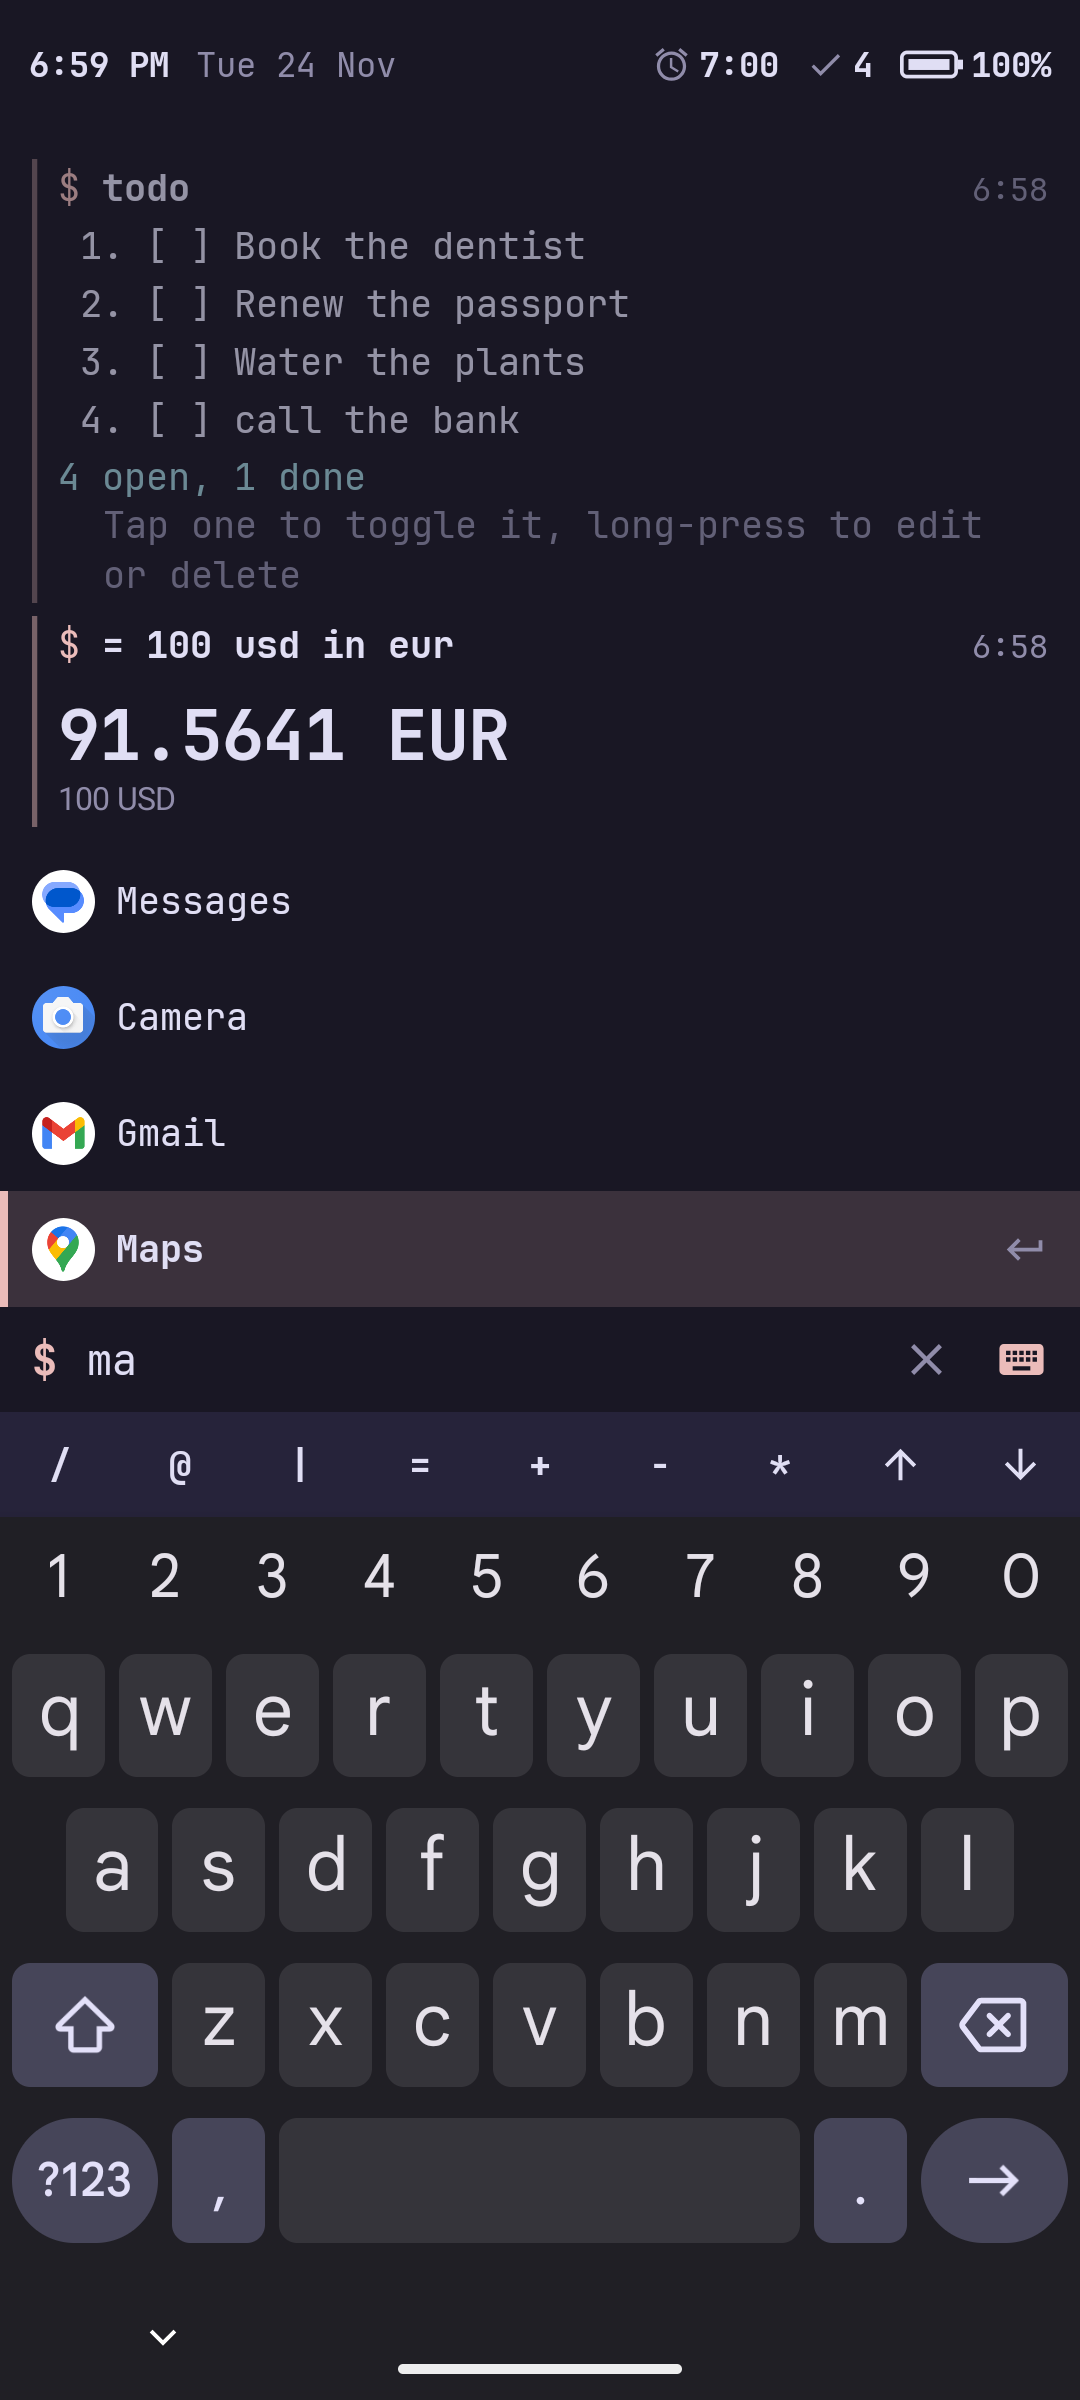 6:59 PM Tue 24 Nov 7:00 4 100%
$ todo 6:58
1. [ ] Book the dentist
2. [ ] Renew the passport
3. [ ] Water the plants
4. [ ] call the bank
4 open, 1 done
Tap one to toggle it, long-press to edit
or delete
$ = 100 usd in eur 6:58
91.5641 EUR
100 USD
Messages
Camera
Gmail
Maps
$ ma
/ @ | = + - * ↑ ↓
1 2 3 4 5 6 7 8 9 0
q w e r t y u i o p
a s d f g h j k l
z x c v b n m
?123 , .